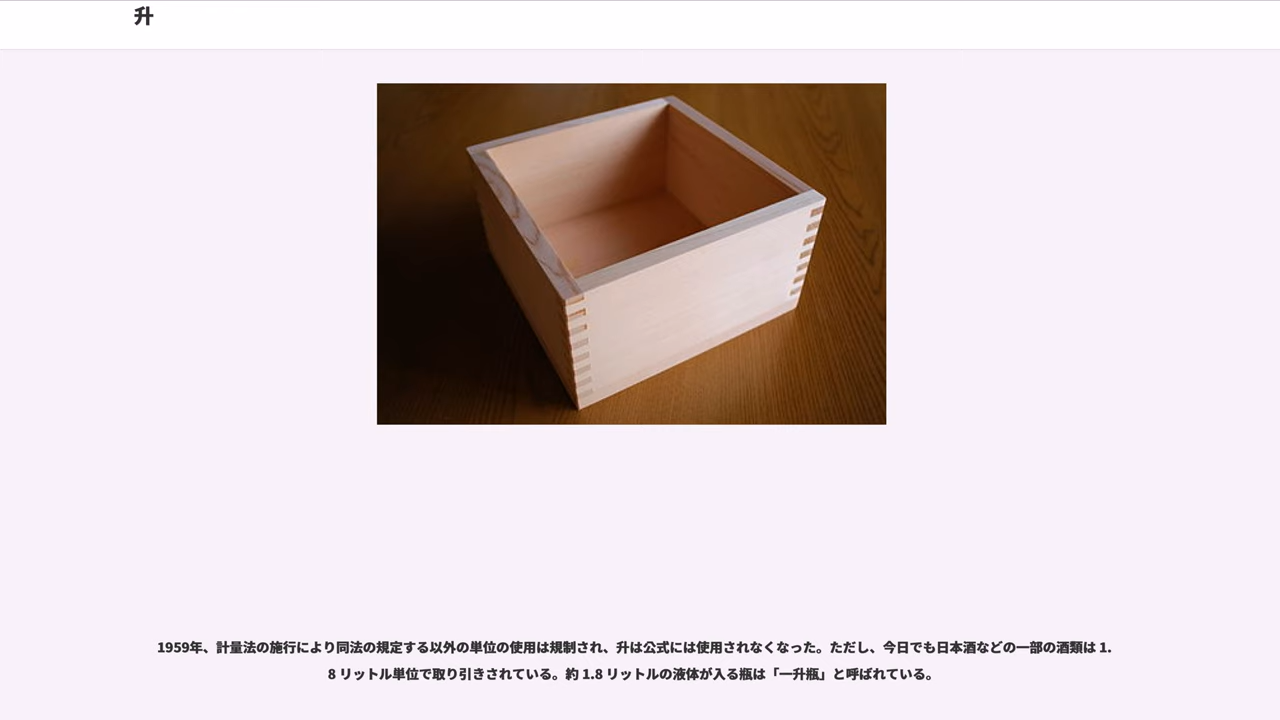 升
1959年、計量法の施行により同法の規定する以外の単位の使用は規制され、升は公式には使用されなくなった。ただし、今日でも日本酒などの一部の酒類は 1.
8 リットル単位で取り引きされている。約 1.8 リットルの液体が入る瓶は「一升瓶」と呼ばれている。